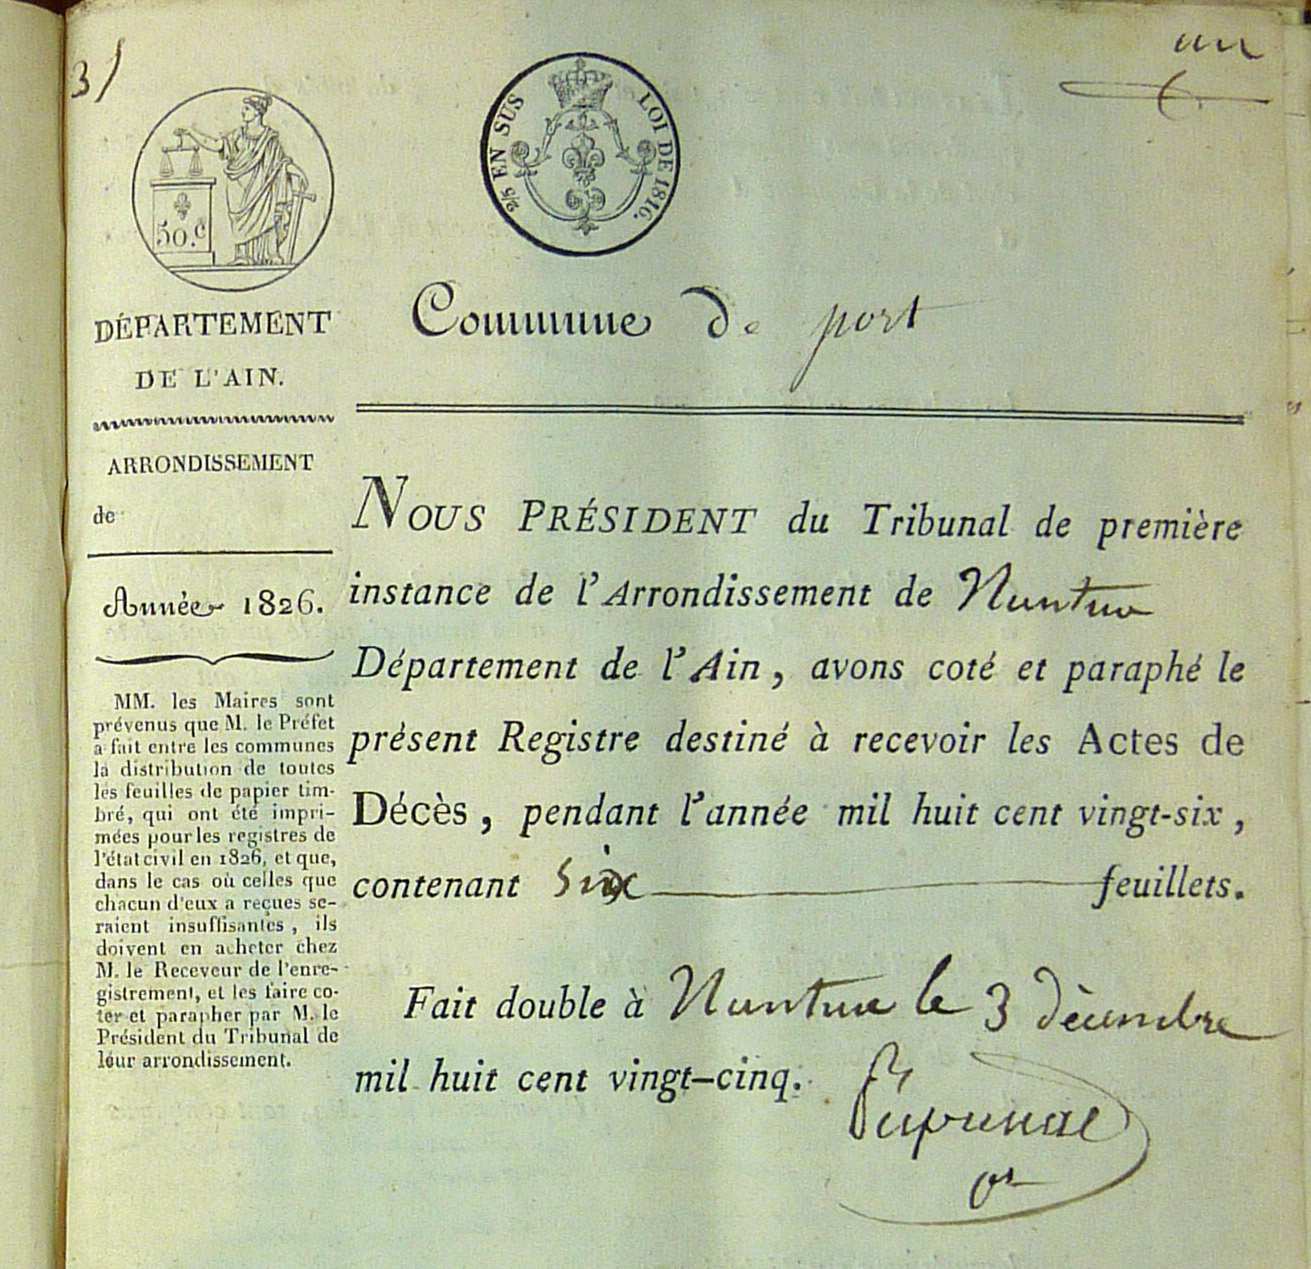 3/
un
50.c
2/5 EN SUS LOI DE 1816.
DÉPARTEMENT
DE L'AIN.
ARRONDISSEMENT
de
Année 1826.
MM. les Maires sont
prévenus que M. le Préfet
a fait entre les communes
la distribution de toutes
les feuilles de papier tim-
bré, qui ont été impri-
mées pour les registres de
l'état civil en 1826, et que,
dans le cas où celles que
chacun d'eux a reçues se-
raient insuffisantes, ils
doivent en acheter chez
M. le Receveur de l'enre-
gistrement, et les faire co-
ter et parapher par M. le
Président du Tribunal de
leur arrondissement.
Commune de port
NOUS PRÉSIDENT du Tribunal de première
instance de l'Arrondissement de Nantua
Département de l'Ain, avons coté et paraphé le
présent Registre destiné à recevoir les Actes de
Décès, pendant l'année mil huit cent vingt-six,
contenant six feuillets.
Fait double à Nantua le 3 décembre
mil huit cent vingt-cinq.